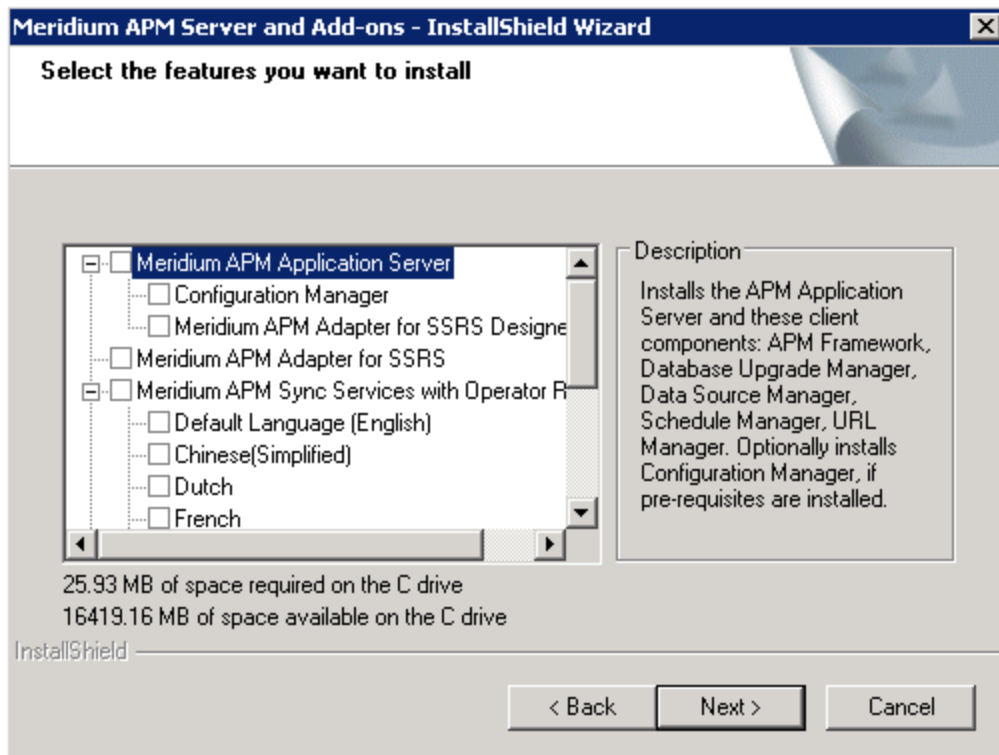 Meridium APM Server and Add-ons - InstallShield Wizard
Select the features you want to install
Meridium APM Application Server
Configuration Manager
Meridium APM Adapter for SSRS Designe
Meridium APM Adapter for SSRS
Meridium APM Sync Services with Operator R
Default Language (English)
Chinese(Simplified)
Dutch
French
Description
Installs the APM Application
Server and these client
components: APM Framework,
Database Upgrade Manager,
Data Source Manager,
Schedule Manager, URL
Manager. Optionally installs
Configuration Manager, if
pre-requisites are installed.
25.93 MB of space required on the C drive
16419.16 MB of space available on the C drive
InstallShield
< Back
Next >
Cancel